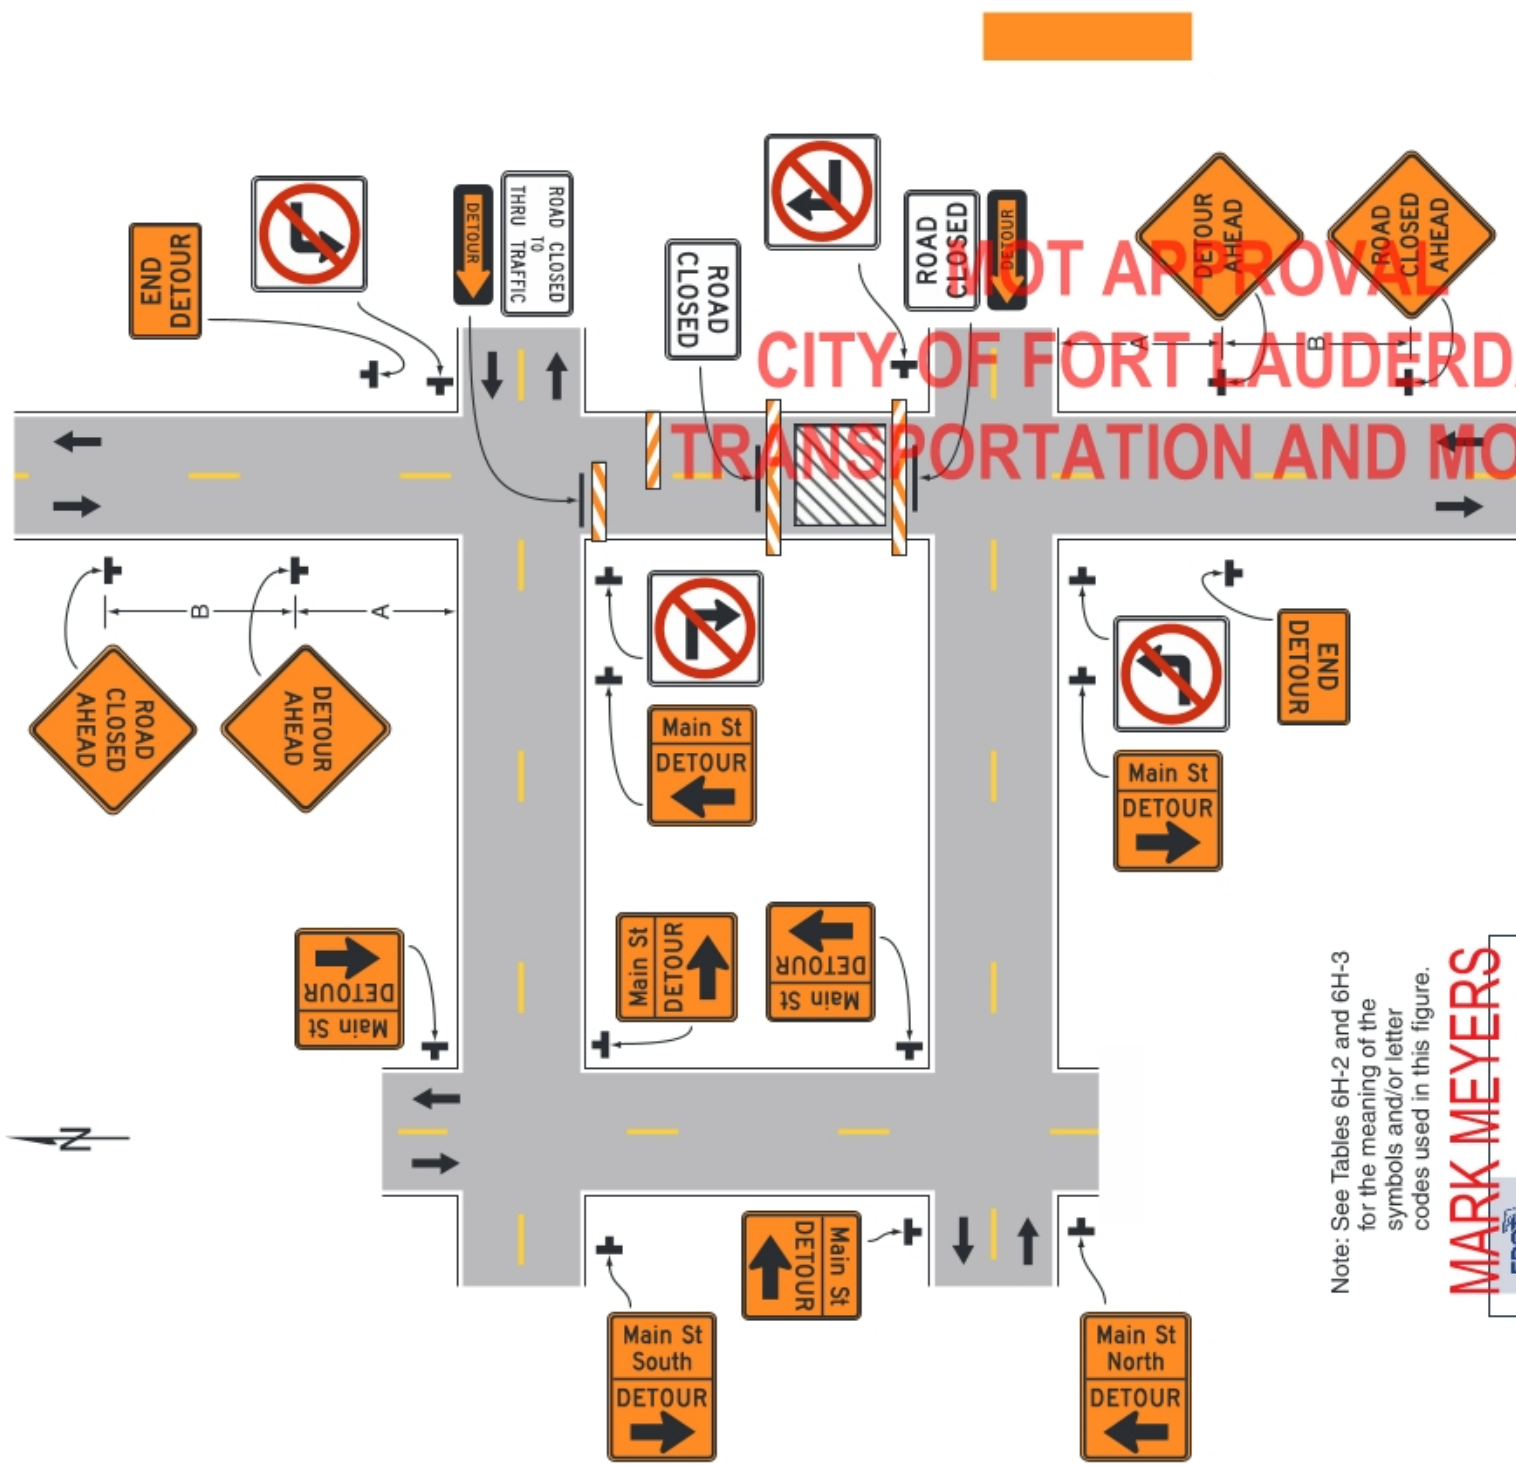 END
DETOUR
DETOUR
ROAD CLOSED
TO
THRU TRAFFIC
ROAD
CLOSED
ROAD
CLOSED
DETOUR
DETOUR
AHEAD
ROAD
CLOSED
AHEAD
A
B
MOT APPROVAL
CITY OF FORT LAUDERD
TRANSPORTATION AND MO
B
A
ROAD
CLOSED
AHEAD
DETOUR
AHEAD
Main St
DETOUR
END
DETOUR
Main St
DETOUR
Main St
DETOUR
Main St
DETOUR
Main St
DETOUR
N
Main St
DETOUR
Main St
South
DETOUR
Main St
North
DETOUR
Note: See Tables 6H-2 and 6H-3
for the meaning of the
symbols and/or letter
codes used in this figure.
MARK MEYERS